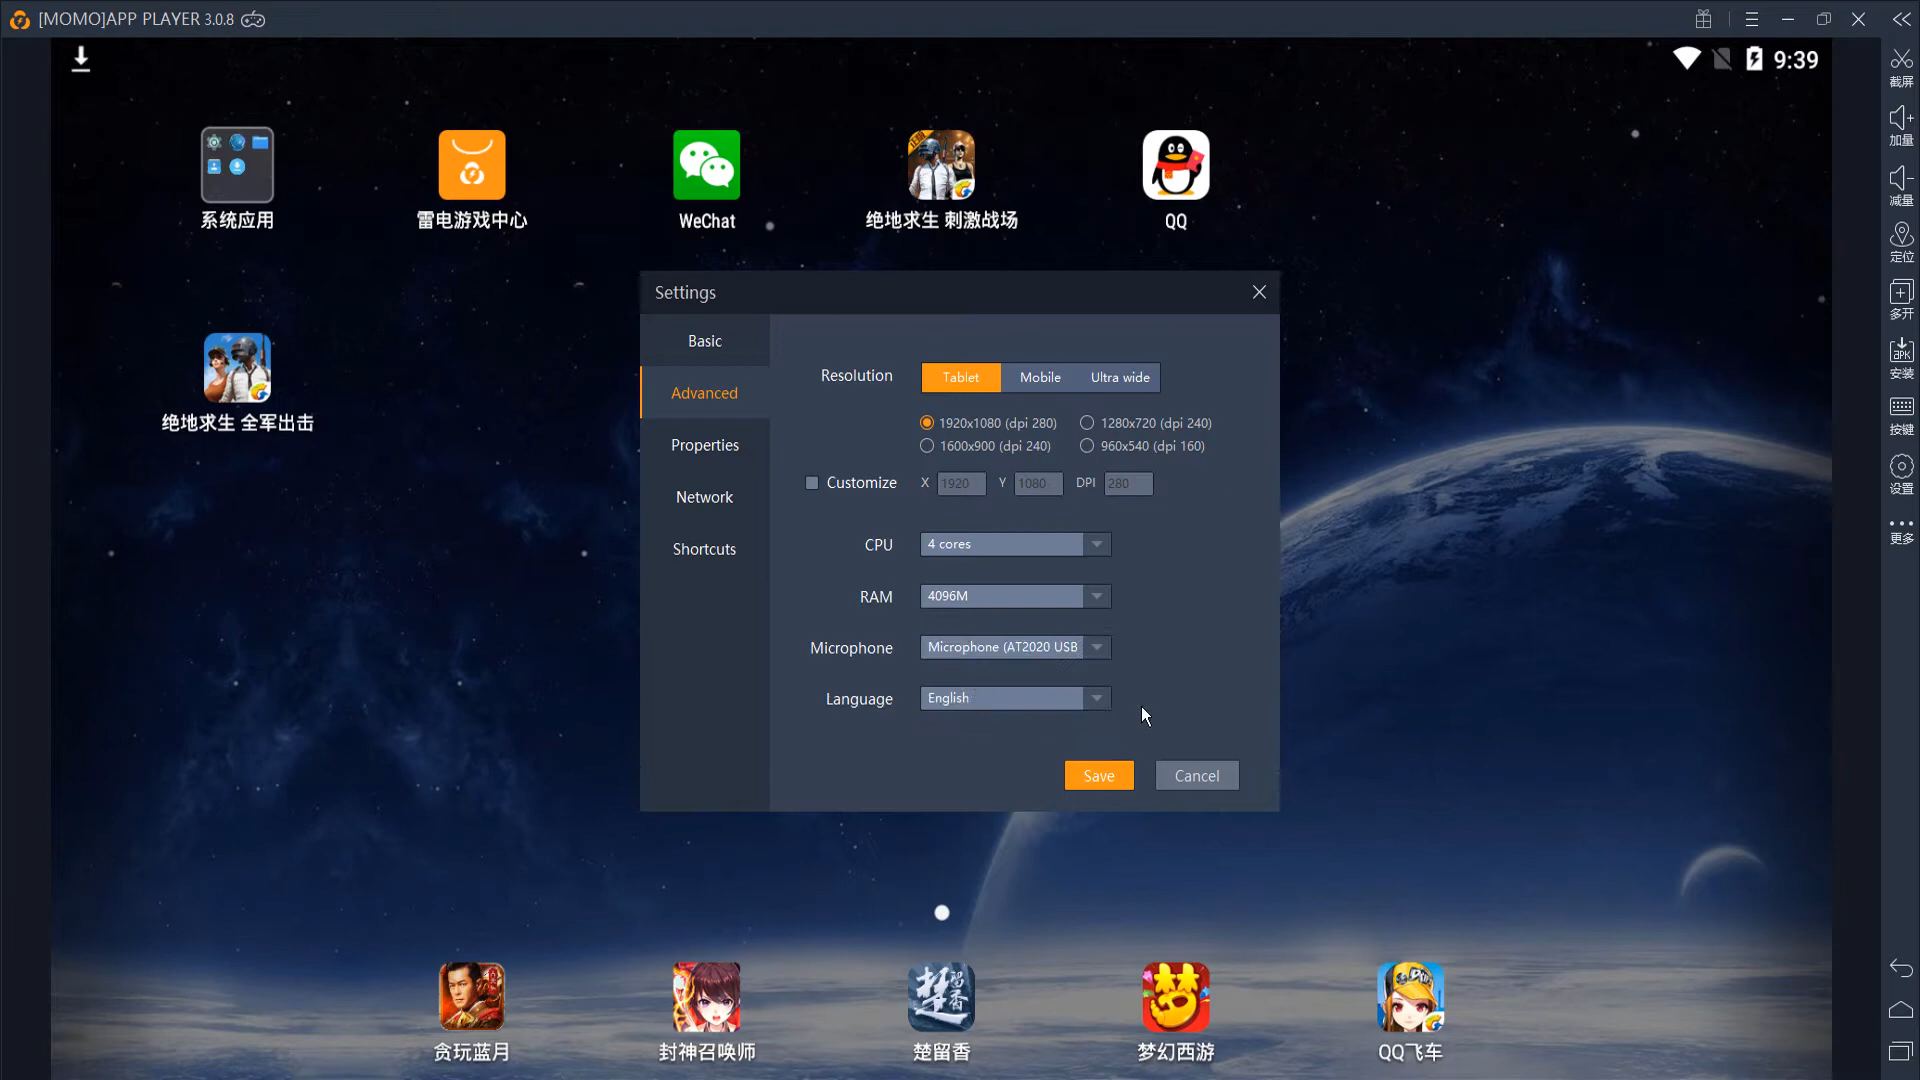 [MOMO]APP PLAYER 3.0.8
9:39
截屏
加量
减量
定位
多开
APK
安装
按键
设置
更多
系统应用
雷电游戏中心
WeChat
绝地求生 刺激战场
QQ
绝地求生 全军出击
Settings
Basic
Advanced
Properties
Network
Shortcuts
Resolution
Tablet
Mobile
Ultra wide
1920x1080 (dpi 280)
1280x720 (dpi 240)
1600x900 (dpi 240)
960x540 (dpi 160)
Customize X 1920 Y 1080 DPI 280
CPU 4 cores
RAM 4096M
Microphone Microphone (AT2020 USB
Language English
Save
Cancel
楚留香
梦
贪玩蓝月
封神召唤师
楚留香
梦幻西游
QQ飞车